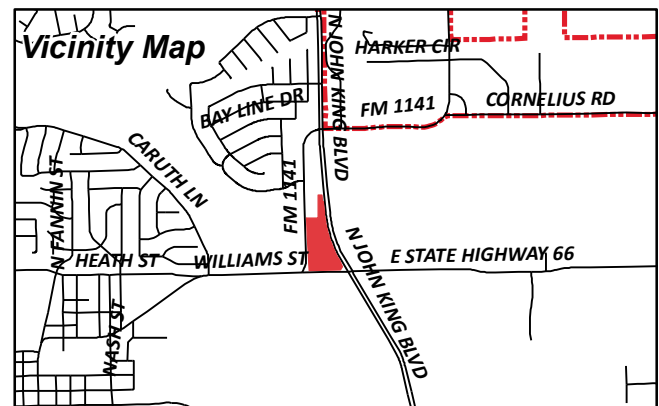 Vicinity Map
N JOHN KING BLVD
HARKER CIR
BAY LINE DR
FM 1141
CORNELIUS RD
CARUTH LN
FM 1141
N FANNIN ST
HEATH ST
WILLIAMS ST
N JOHN KING BLVD
E STATE HIGHWAY 66
NASH ST